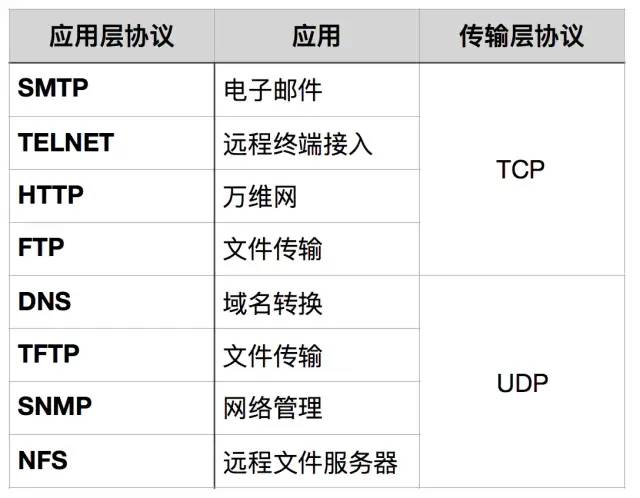 应用层协议 应用 传输层协议
SMTP 电子邮件
TELNET 远程终端接入
TCP
HTTP 万维网
FTP 文件传输
DNS 域名转换
TFTP 文件传输
UDP
SNMP 网络管理
NFS 远程文件服务器